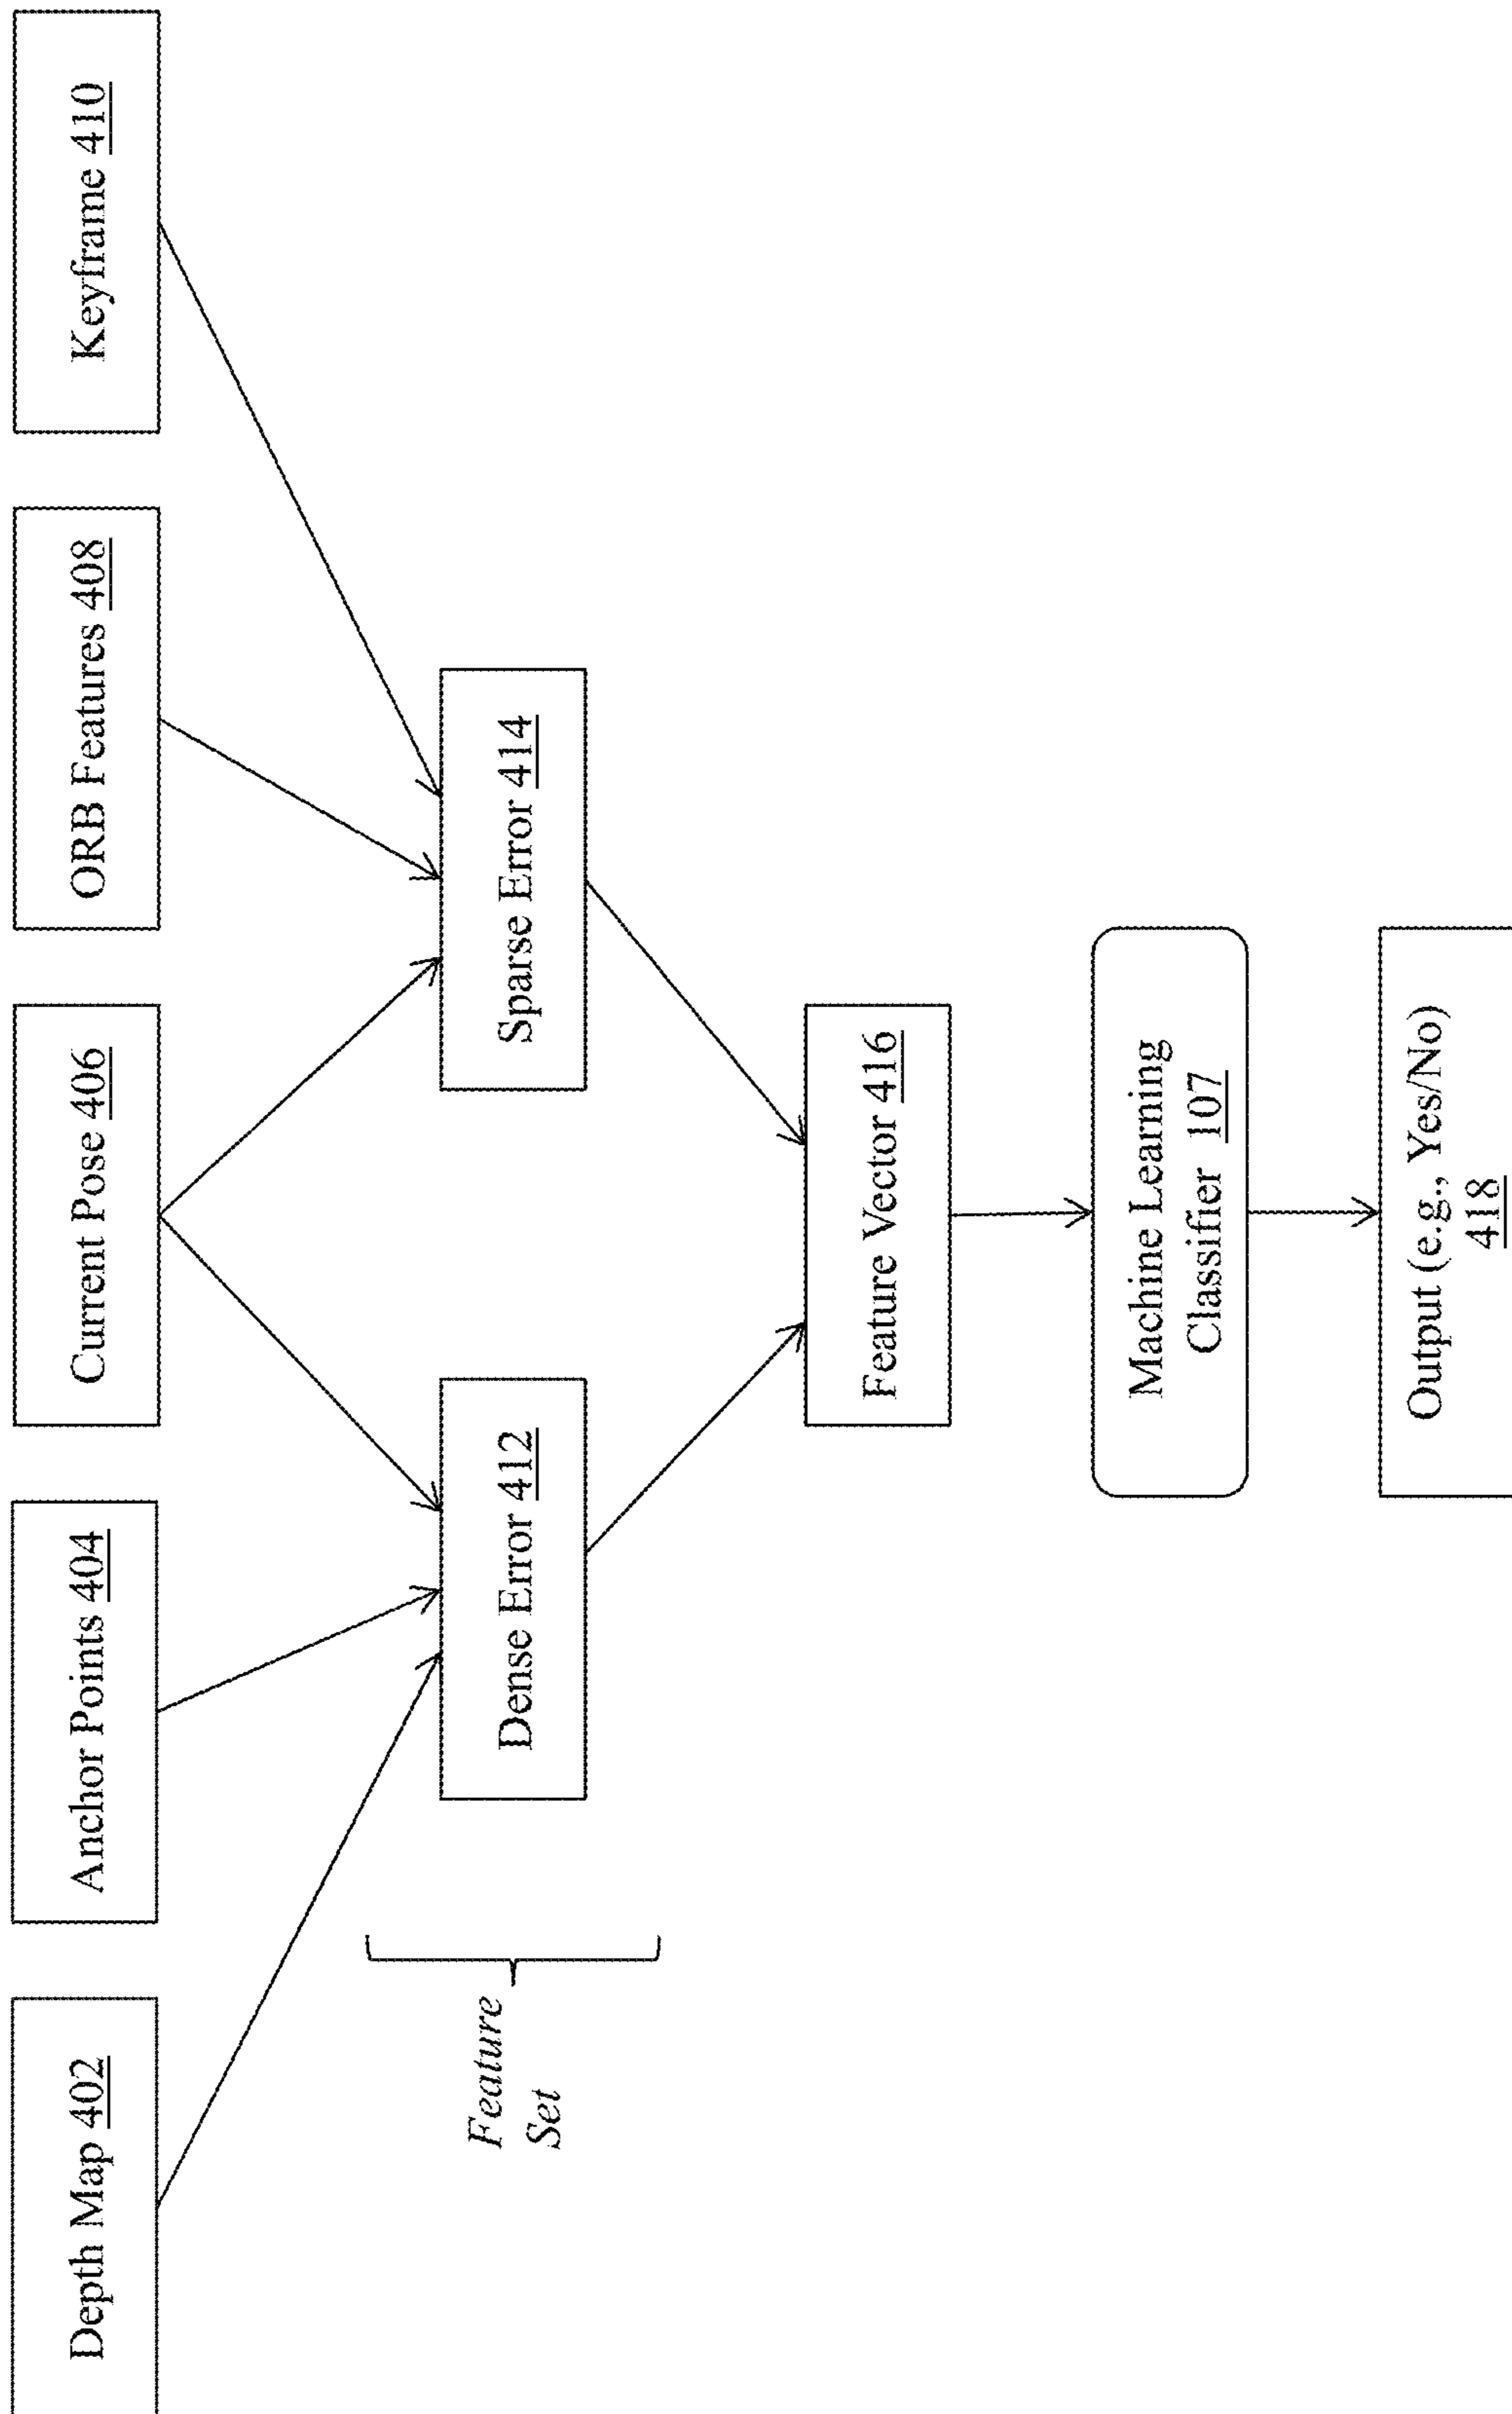 Depth Map 402
Anchor Points 404
Current Pose 406
ORB Features 408
Keyframe 410
Feature
Set
Dense Error 412
Sparse Error 414
Feature Vector 416
Machine Learning
Classifier 107
Output (e.g., Yes/No)
418